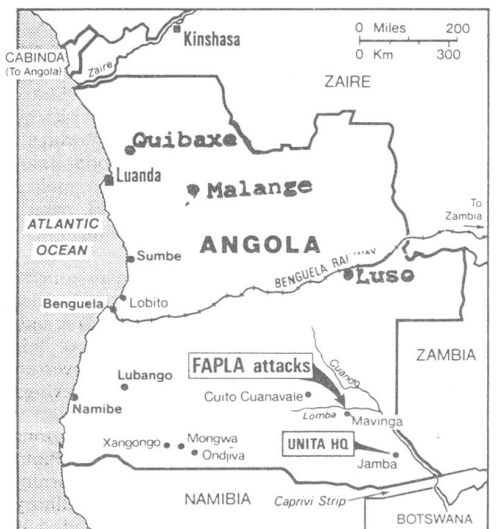 0 Miles 200
0 Km 300
Kinshasa
CABINDA
(To Angola)
Zaire
ZAIRE
Quibaxe
Luanda
Malange
To
Zambia
ATLANTIC
OCEAN
ANGOLA
Sumbe
BENGUELA
Luso
Benguela
Lobito
ZAMBIA
FAPLA attacks
Cuando
Lubango
Cuito Cuanavale
Namibe
Lomba
Mavinga
Xangongo
Mongwa
Ondjiva
UNITA HQ
Jamba
NAMIBIA
Caprivi Strip
BOTSWANA